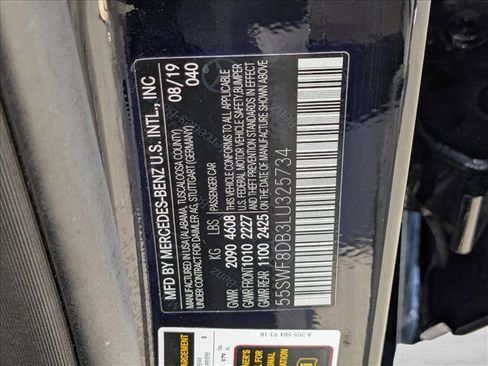 MFD BY MERCEDES-BENZ U.S. INTL., INC
MANUFACTURED IN USA (ALABAMA, TUSCALOOSA COUNTY)
UNDER CONTRACT FOR DAIMLER AG, STUTTGART (GERMANY)
08/19
040
PASSENGER CAR
KG LBS
GVWR 2090 4608
GAWR FRONT 1010 2227
GAWR REAR 1100 2425
THIS VEHICLE CONFORMS TO ALL APPLICABLE
U.S. FEDERAL MOTOR VEHICLE SAFETY, BUMPER
AND THEFT PREVENTION STANDARDS IN EFFECT
ON THE DATE OF MANUFACTURE SHOWN ABOVE
55SWF8DB3LU325734
A 205 584 93 18